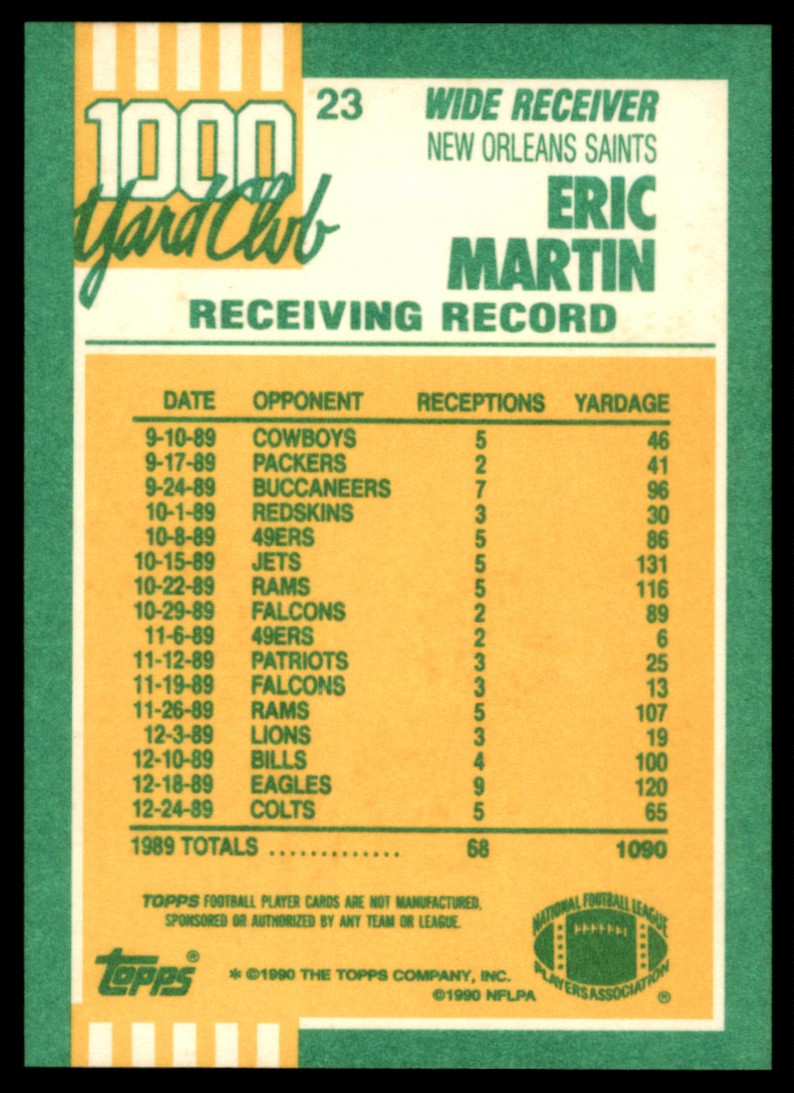 1000
Yard Club
23 WIDE RECEIVER
NEW ORLEANS SAINTS
ERIC
MARTIN
RECEIVING RECORD
DATE OPPONENT RECEPTIONS YARDAGE
9-10-89 COWBOYS 5 46
9-17-89 PACKERS 2 41
9-24-89 BUCCANEERS 7 96
10-1-89 REDSKINS 3 30
10-8-89 49ERS 5 86
10-15-89 JETS 5 131
10-22-89 RAMS 5 116
10-29-89 FALCONS 2 89
11-6-89 49ERS 2 6
11-12-89 PATRIOTS 3 25
11-19-89 FALCONS 3 13
11-26-89 RAMS 5 107
12-3-89 LIONS 3 19
12-10-89 BILLS 4 100
12-18-89 EAGLES 9 120
12-24-89 COLTS 5 65
1989 TOTALS ............. 68 1090
TOPPS FOOTBALL PLAYER CARDS ARE NOT MANUFACTURED,
SPONSORED OR AUTHORIZED BY ANY TEAM OR LEAGUE.
topps®
* ©1990 THE TOPPS COMPANY, INC.
©1990 NFLPA
NATIONAL FOOTBALL LEAGUE
PLAYERS ASSOCIATION ®